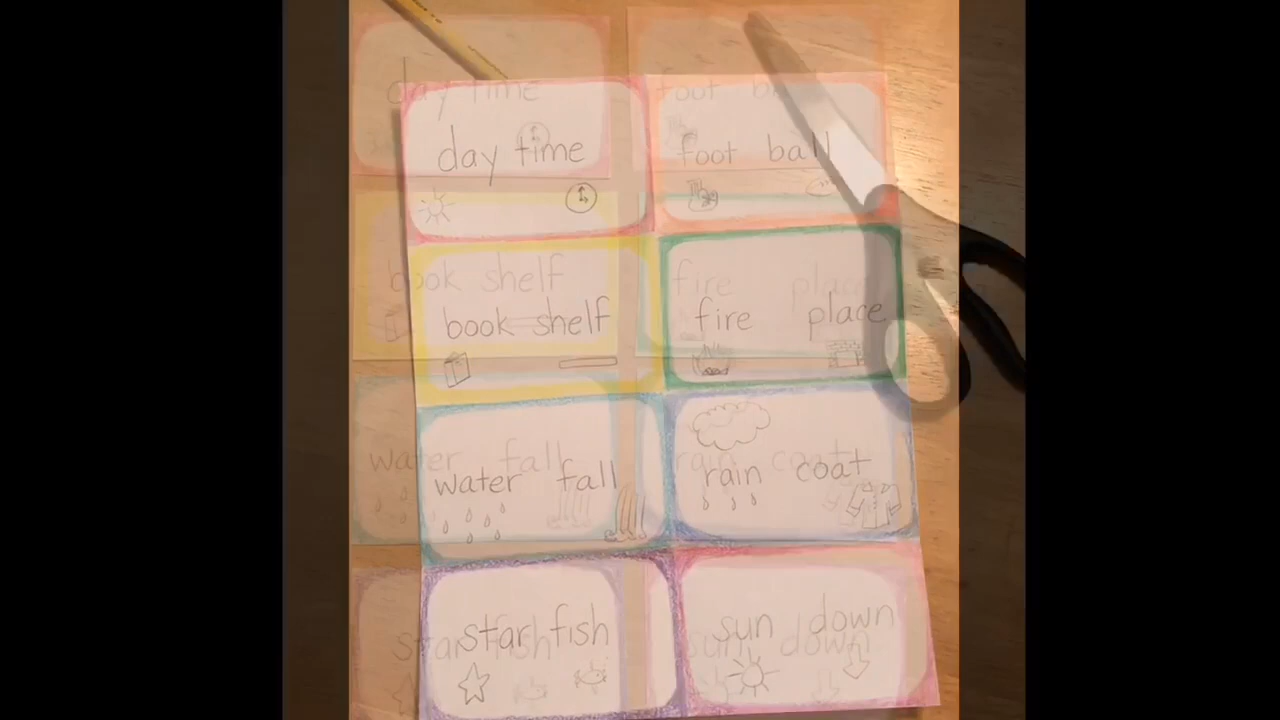 day time
foot ball
book shelf
fire place
water fall
rain coat
star fish
sun down